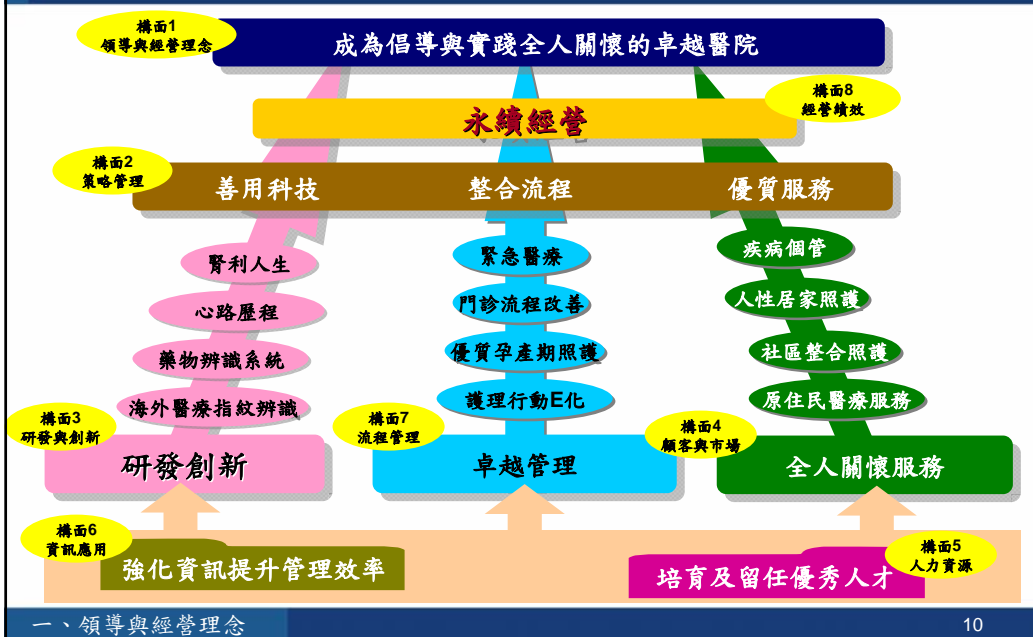 構面1
領導與經營理念
成為倡導與實踐全人關懷的卓越醫院
構面8
經營績效
永續經營
構面2
策略管理
善用科技 整合流程 優質服務
腎利人生
心路歷程
藥物辨識系統
海外醫療指紋辨識
緊急醫療
門診流程改善
優質孕產期照護
護理行動E化
疾病個管
人性居家照護
社區整合照護
原住民醫療服務
構面3
研發與創新
研發創新
構面7
流程管理
卓越管理
構面4
顧客與市場
全人關懷服務
構面6
資訊應用
強化資訊提升管理效率
培育及留任優秀人才
構面5
人力資源
一、領導與經營理念
10